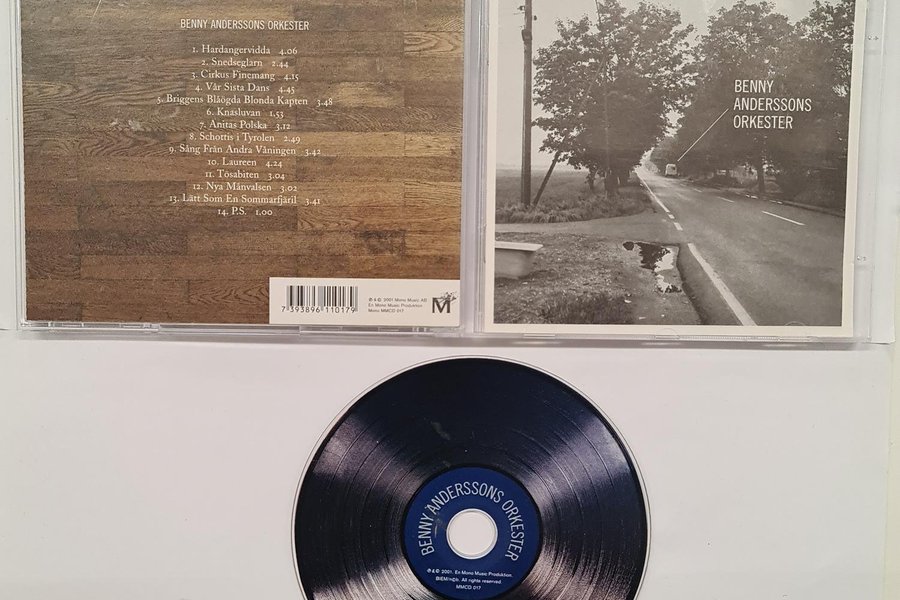 BENNY ANDERSSONS ORKESTER
1. Hardangervidda 4.06
2. Snedseglarn 2.44
3. Cirkus Finemang 4.15
4. Vår Sista Dans 4.45
5. Briggens Blåögda Blonda Kapten 3.48
6. Knasluvan 1.53
7. Anitas Polska 3.12
8. Schottis i Tyrolen 2.49
9. Sång Från Andra Våningen 3.42
10. Laureen 4.24
11. Tösabiten 3.04
12. Nya Månvalsen 3.02
13. Lätt Som En Sommarfjäril 3.41
14. P.S. 1.00
7 393896 110179
℗ & © 2001 Mono Music AB
En Mono Music Produktion.
Mono MMCD 017
M
BENNY
ANDERSSONS
ORKESTER
BENNY ANDERSSONS ORKESTER
℗ & © 2001. En Mono Music Produktion.
BIEM/n©b. All rights reserved.
MMCD 017